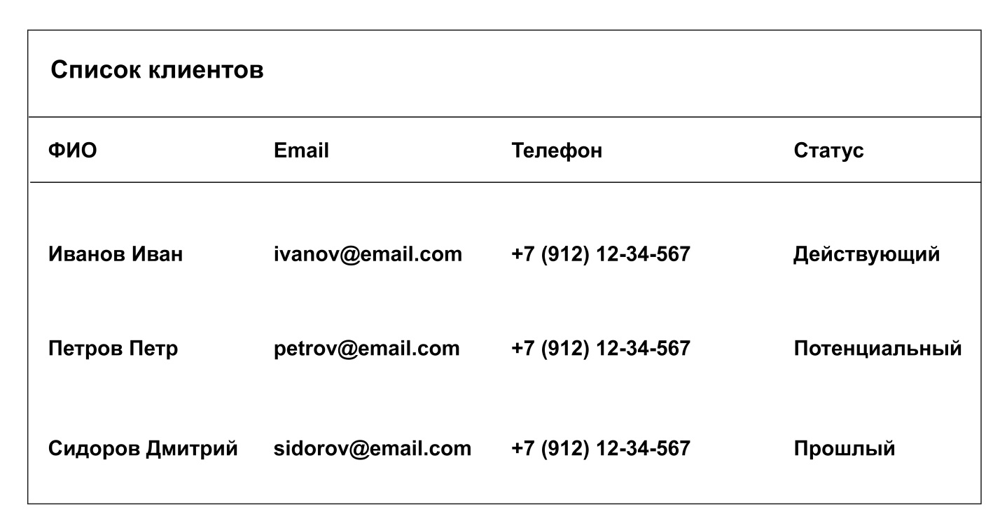 Список клиентов
ФИО Email Телефон Статус
Иванов Иван ivanov@email.com +7 (912) 12-34-567 Действующий
Петров Петр petrov@email.com +7 (912) 12-34-567 Потенциальный
Сидоров Дмитрий sidorov@email.com +7 (912) 12-34-567 Прошлый